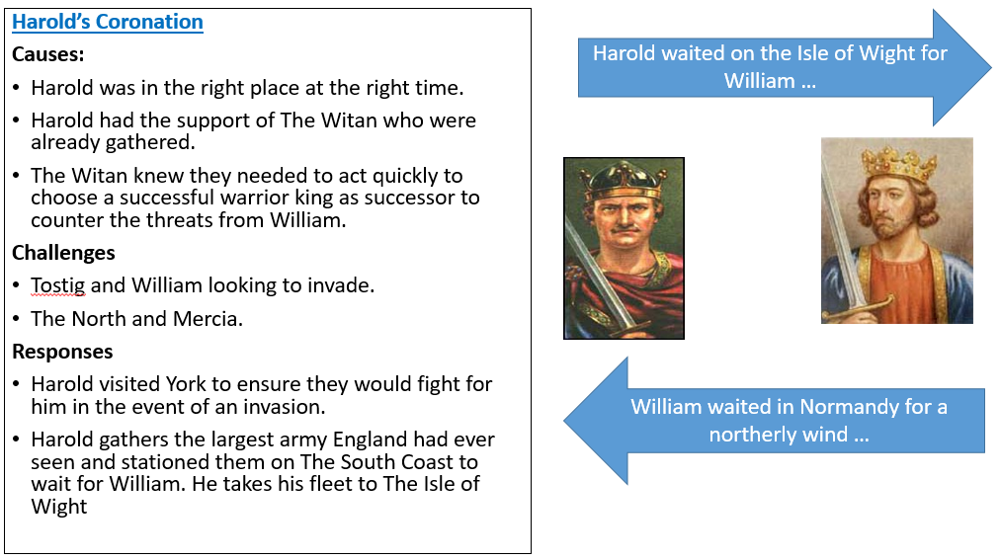 Harold's Coronation
Causes:
• Harold was in the right place at the right time.
• Harold had the support of The Witan who were
already gathered.
• The Witan knew they needed to act quickly to
choose a successful warrior king as successor to
counter the threats from William.
Challenges
• Tostig and William looking to invade.
• The North and Mercia.
Responses
• Harold visited York to ensure they would fight for
him in the event of an invasion.
• Harold gathers the largest army England had ever
seen and stationed them on The South Coast to
wait for William. He takes his fleet to The Isle of
Wight
Harold waited on the Isle of Wight for
William ...
William waited in Normandy for a
northerly wind ...